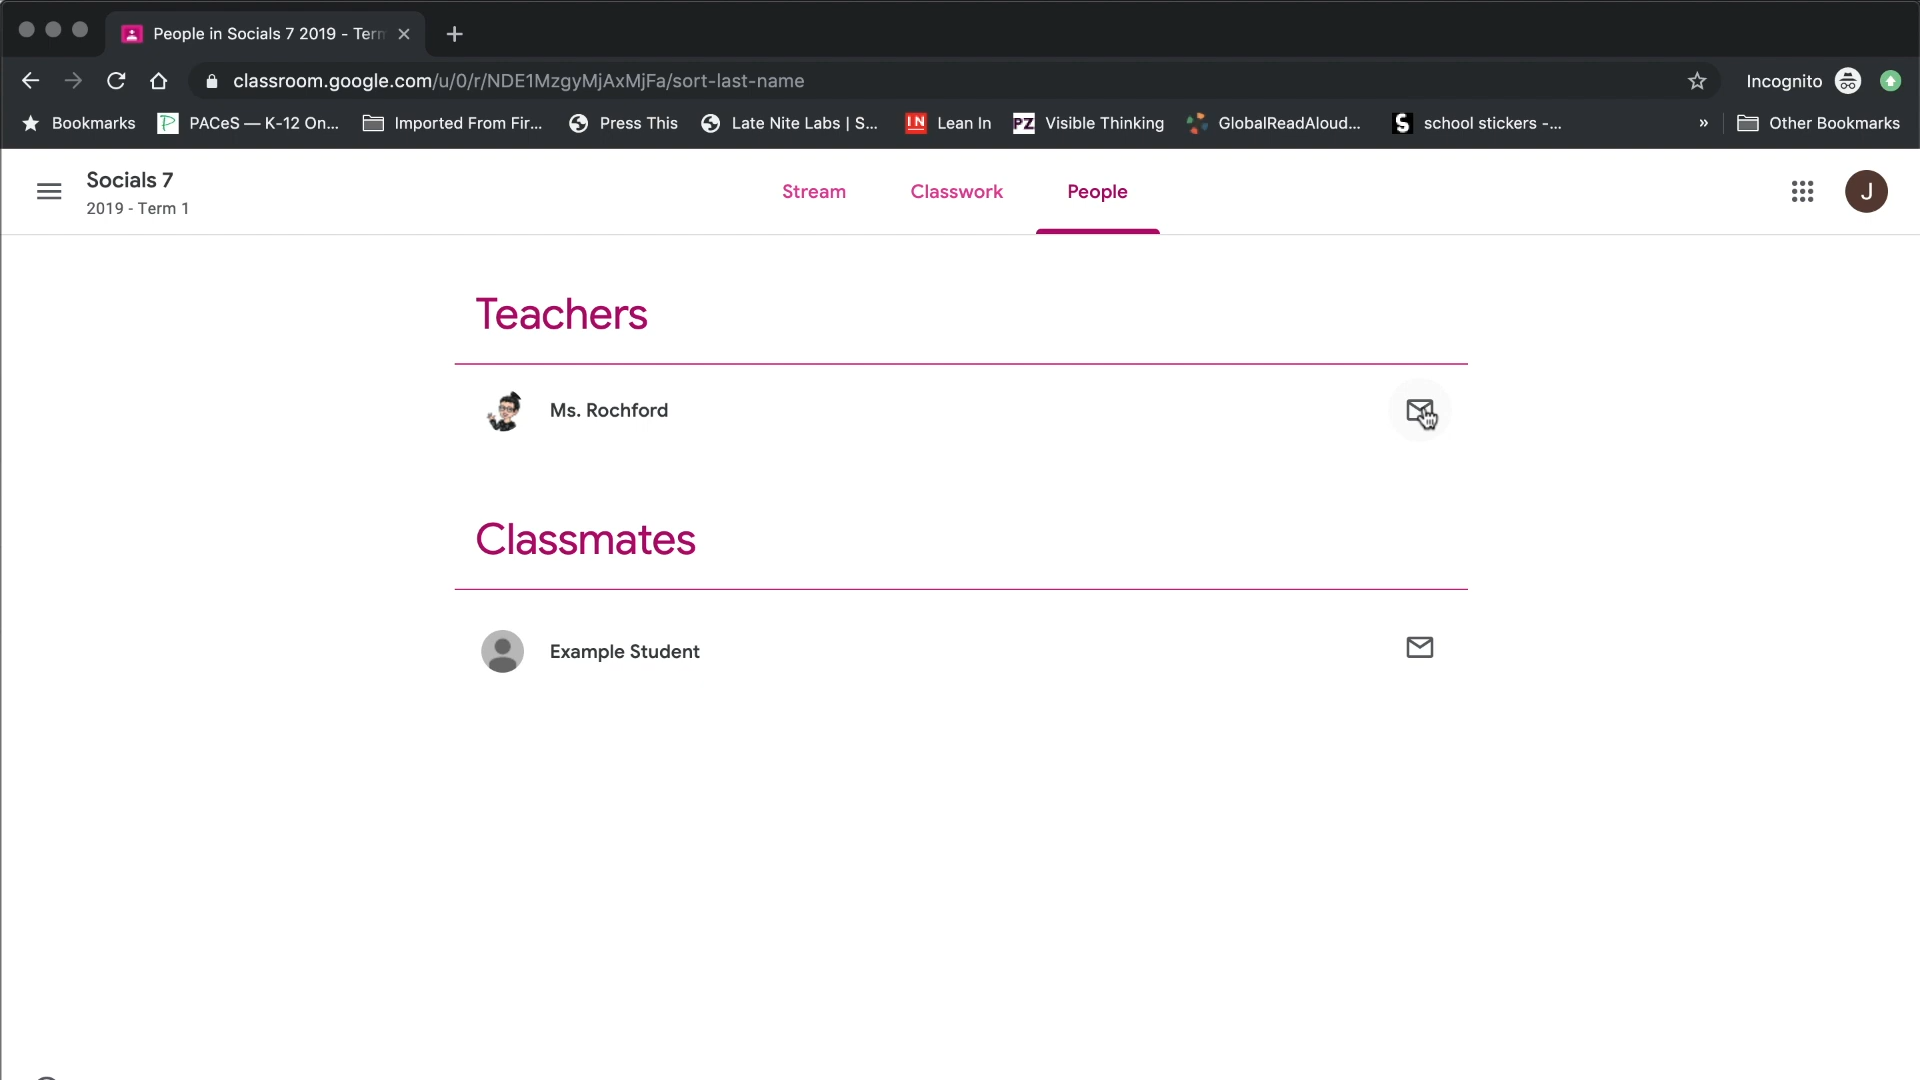 People in Socials 7 2019 - Term
classroom.google.com/u/0/r/NDE1MzgyMjAxMjFa/sort-last-name
Incognito
Bookmarks
PACeS — K-12 On...
Imported From Fir...
Press This
Late Nite Labs | S...
IN
Lean In
PZ
Visible Thinking
GlobalReadAloud...
S
school stickers -...
»
Other Bookmarks
Socials 7
2019 - Term 1
Stream
Classwork
People
J
Teachers
Ms. Rochford
Classmates
Example Student